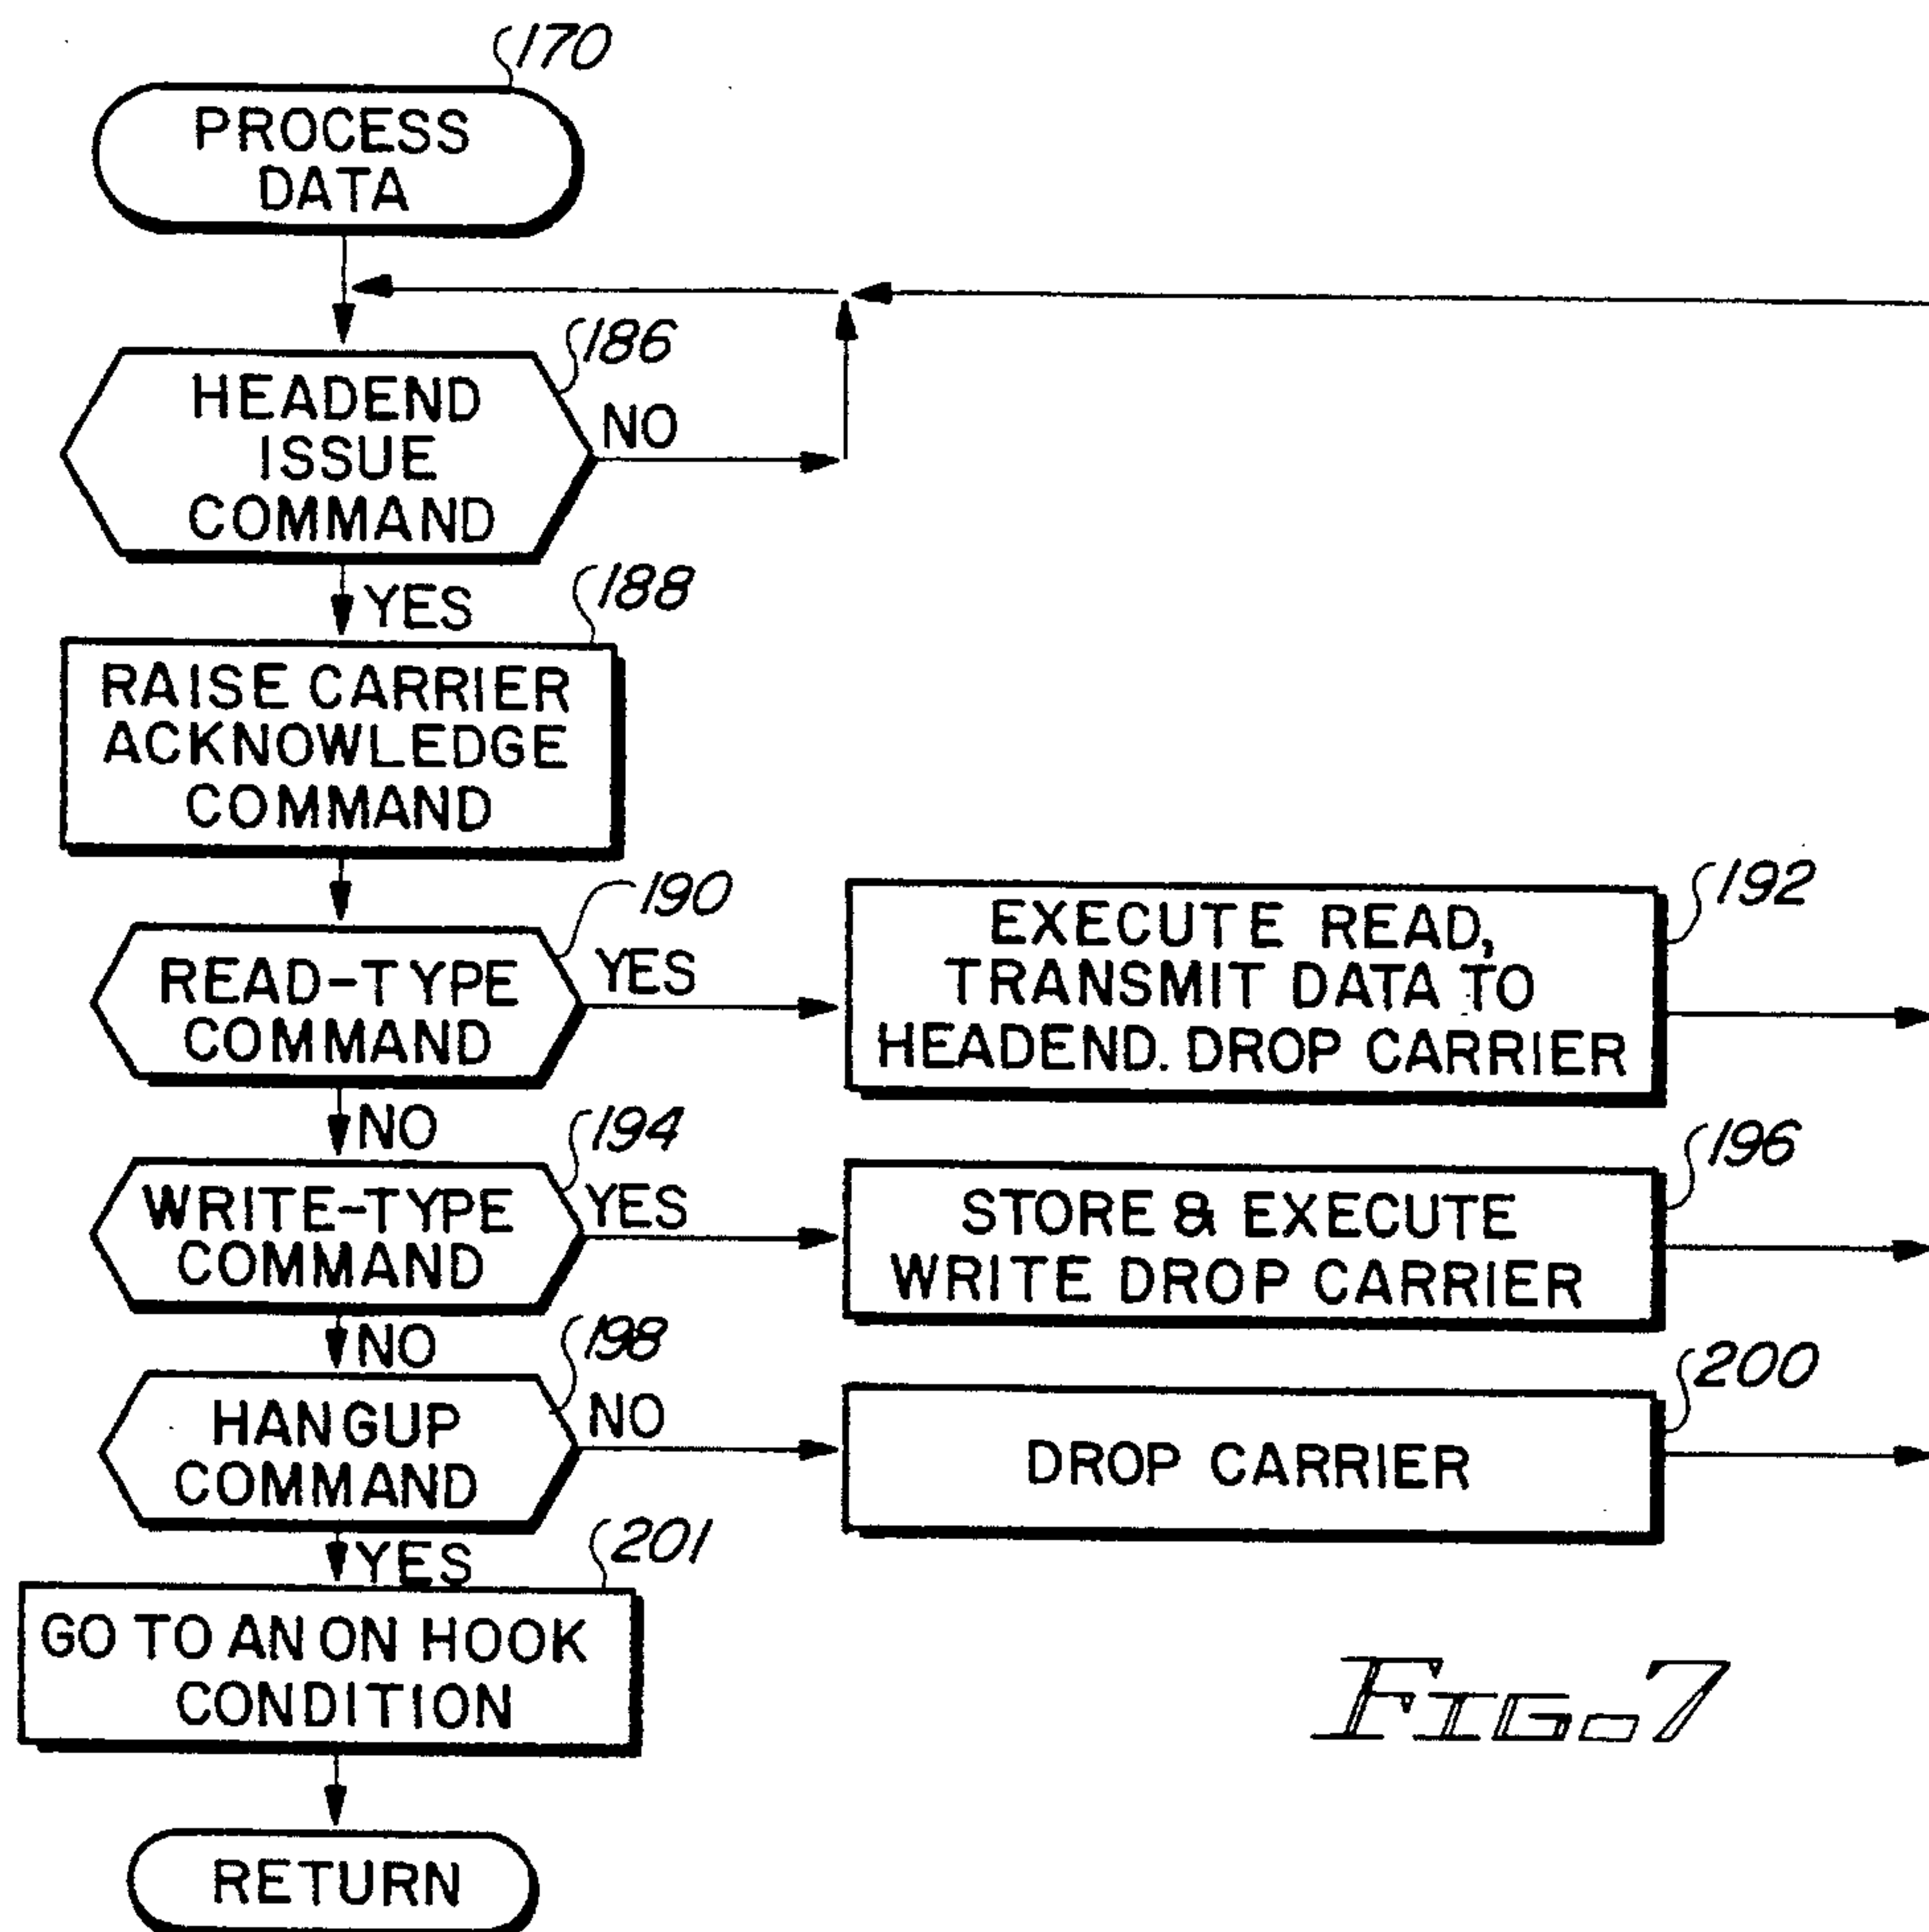 170
PROCESS
DATA
186
HEADEND
ISSUE
COMMAND
NO
YES
188
RAISE CARRIER
ACKNOWLEDGE
COMMAND
190
READ-TYPE
COMMAND
YES
192
EXECUTE READ,
TRANSMIT DATA TO
HEADEND. DROP CARRIER
NO
194
WRITE-TYPE
COMMAND
YES
196
STORE & EXECUTE
WRITE DROP CARRIER
NO
198
HANGUP
COMMAND
NO
200
DROP CARRIER
YES
201
GO TO AN ON HOOK
CONDITION
RETURN
FIG. 7